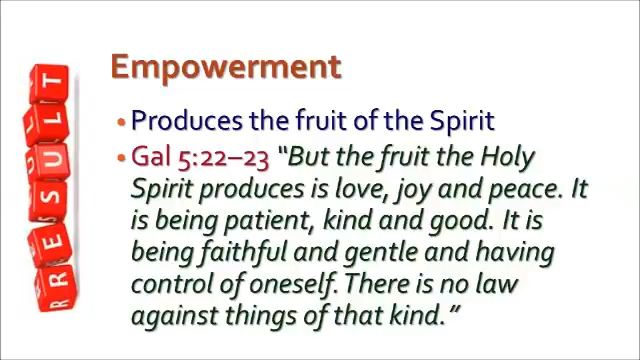 Empowerment
• Produces the fruit of the Spirit
• Gal 5:22–23 “But the fruit the Holy
Spirit produces is love, joy and peace. It
is being patient, kind and good. It is
being faithful and gentle and having
control of oneself. There is no law
against things of that kind.”
RESULT